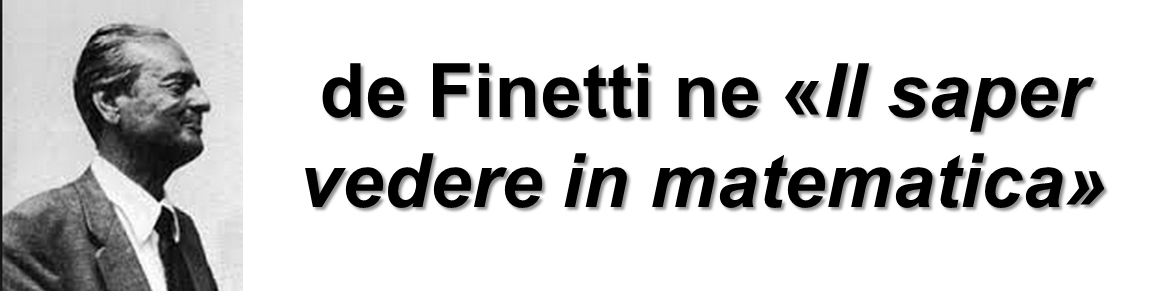 de Finetti ne «Il saper
vedere in matematica»